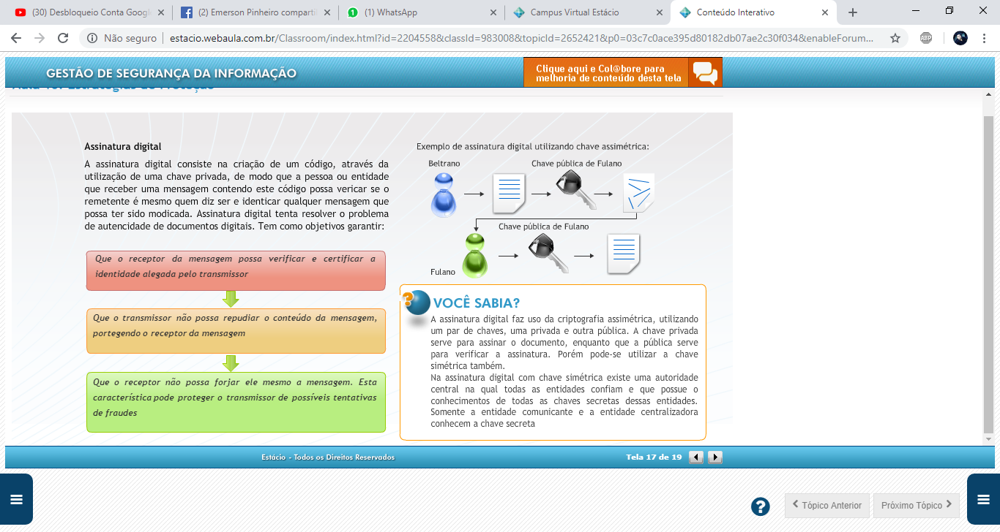 (30) Desbloqueio Conta Googl
(2) Emerson Pinheiro comparti
(1) WhatsApp
Campus Virtual Estácio
Conteúdo Interativo
Não seguro
estacio.webaula.com.br/Classroom/index.html?id=2204558&classId=983008&topicId=2652421&p0=03c7c0ace395d80182db07ae2c30f034&enableForum...
ABP
GESTÃO DE SEGURANÇA DA INFORMAÇÃO
Clique aqui e Col@bore para
melhoria de conteúdo desta tela
Aula 10: Estratégias de Proteção
Assinatura digital
A assinatura digital consiste na criação de um código, através da
utilização de uma chave privada, de modo que a pessoa ou entidade
que receber uma mensagem contendo este código possa vericar se o
remetente é mesmo quem diz ser e identicar qualquer mensagem que
possa ter sido modicada. Assinatura digital tenta resolver o problema
de autencidade de documentos digitais. Tem como objetivos garantir:
Que o receptor da mensagem possa verificar e certificar a
identidade alegada pelo transmissor
Que o transmissor não possa repudiar o conteúdo da mensagem,
portegendo o receptor da mensagem
Que o receptor não possa forjar ele mesmo a mensagem. Esta
característica pode proteger o transmissor de possíveis tentativas
de fraudes
Exemplo de assinatura digital utilizando chave assimétrica:
Beltrano
Chave pública de Fulano
Chave pública de Fulano
Fulano
VOCÊ SABIA?
A assinatura digital faz uso da criptografia assimétrica, utilizando
um par de chaves, uma privada e outra pública. A chave privada
serve para assinar o documento, enquanto que a pública serve
para verificar a assinatura. Porém pode-se utilizar a chave
simétrica também.
Na assinatura digital com chave simétrica existe uma autoridade
central na qual todas as entidades confiam e que possue o
conhecimentos de todas as chaves secretas dessas entidades.
Somente a entidade comunicante e a entidade centralizadora
conhecem a chave secreta
Estácio - Todos os Direitos Reservados
Tela 17 de 19
Tópico Anterior
Próximo Tópico